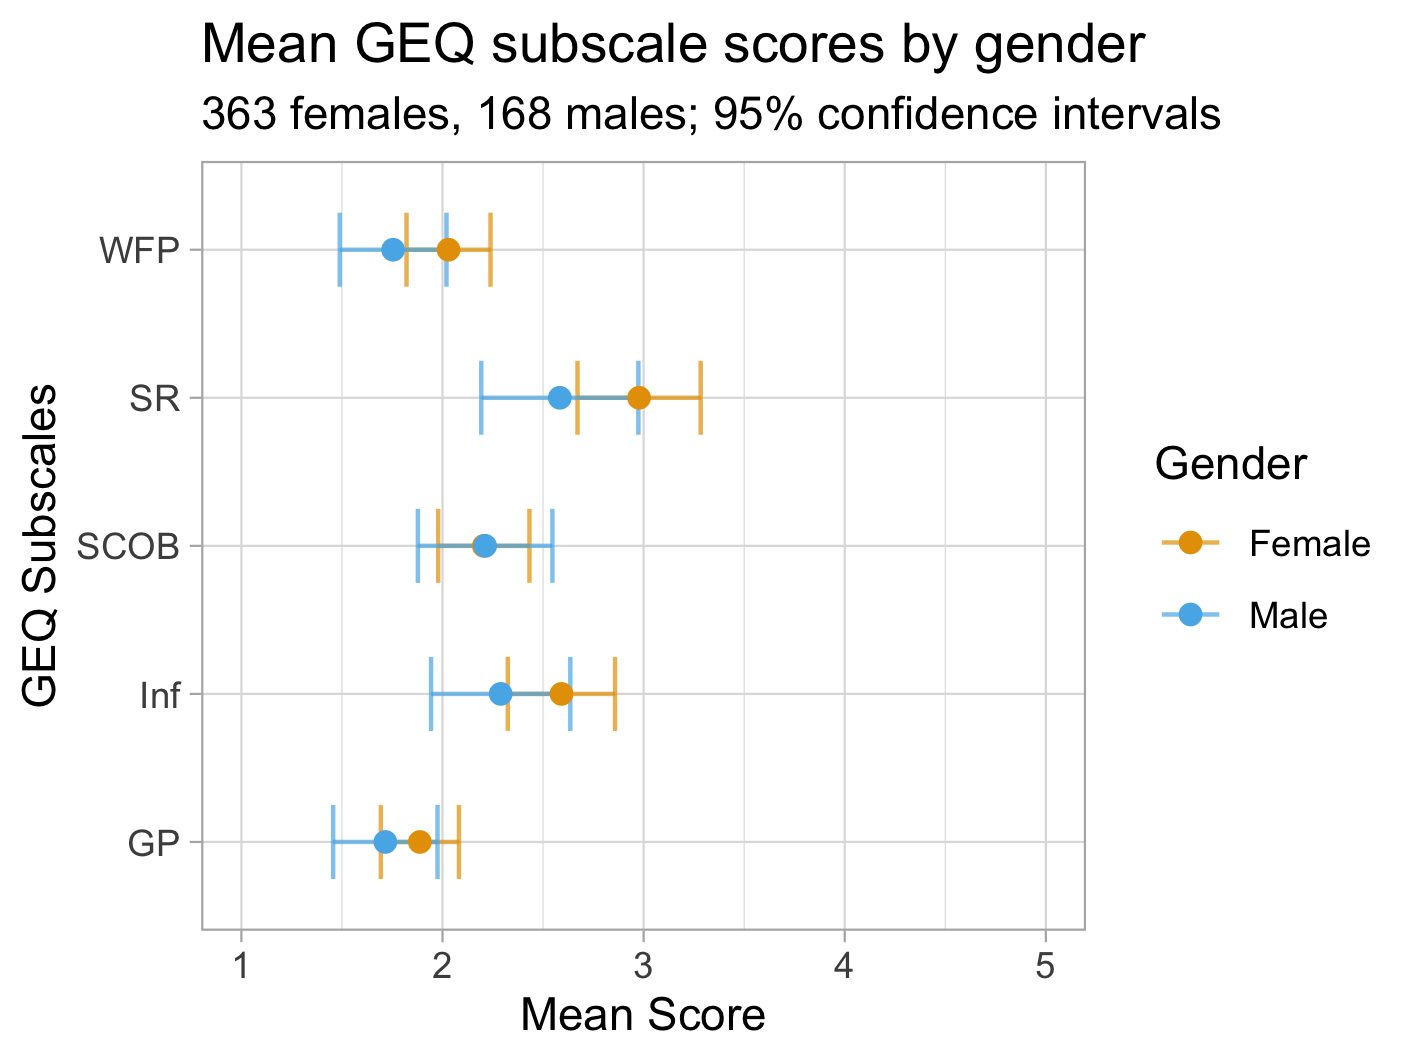 Mean GEQ subscale scores by gender
363 females, 168 males; 95% confidence intervals
WFP
SR
SCOB
Inf
GP
GEQ Subscales
1 2 3 4 5
Mean Score
Gender
Female
Male